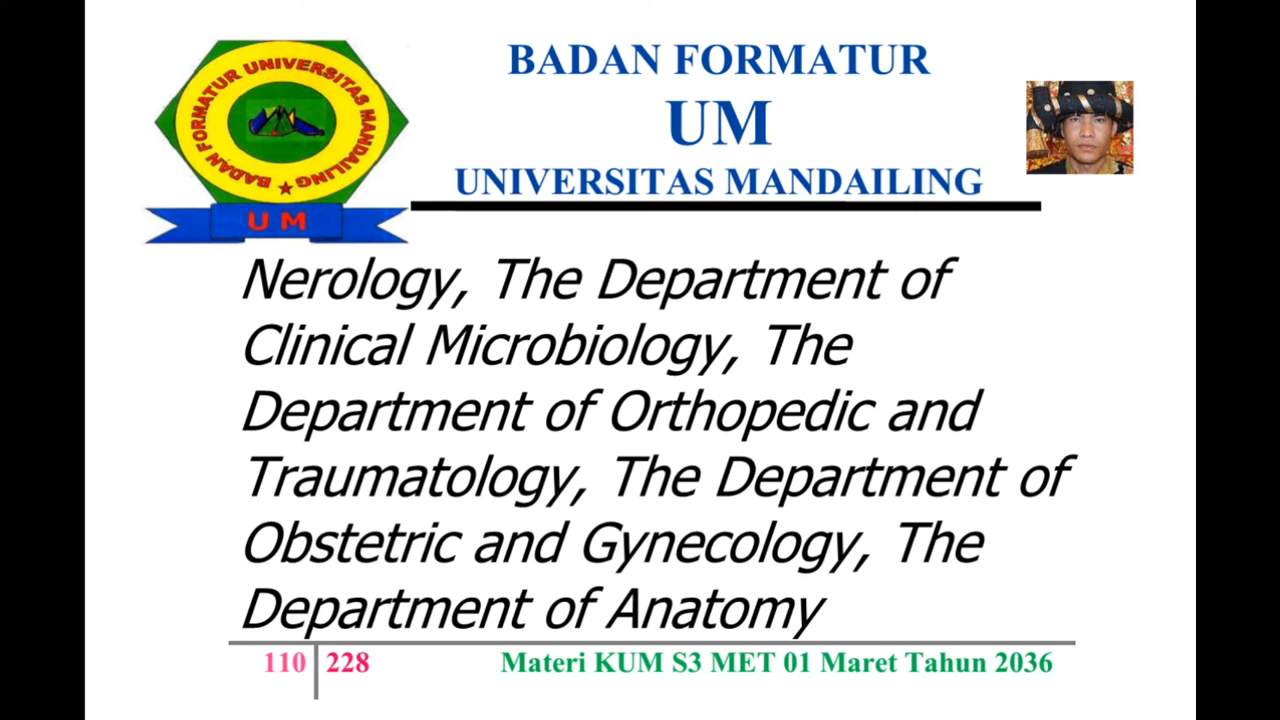 BADAN FORMATUR UNIVERSITAS MANDAILING
U M
BADAN FORMATUR
UM
UNIVERSITAS MANDAILING
Nerology, The Department of
Clinical Microbiology, The
Department of Orthopedic and
Traumatology, The Department of
Obstetric and Gynecology, The
Department of Anatomy
110 228 Materi KUM S3 MET 01 Maret Tahun 2036